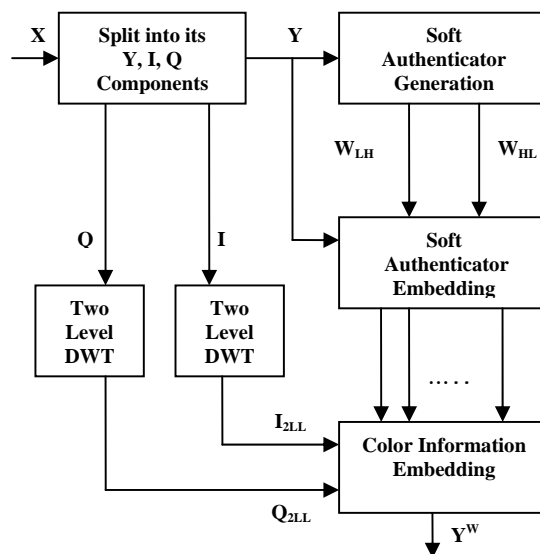 X
Split into its
Y, I, Q
Components
Y
Soft
Authenticator
Generation
W_LH
W_HL
Q
I
Soft
Authenticator
Embedding
Two
Level
DWT
Two
Level
DWT
.....
I_2LL
Color Information
Embedding
Q_2LL
Y^W